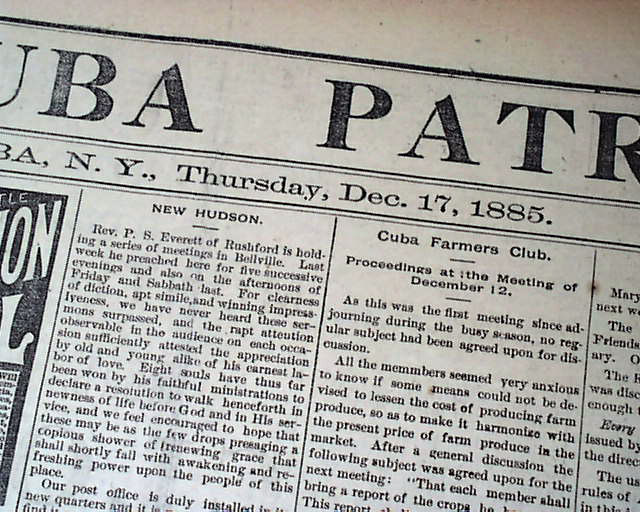 UBA PATR
BA, N. Y., Thursday, Dec. 17, 1885.
ON
L
NEW HUDSON.
Rev. P. S. Everett of Rushford is hold-
ing a series of meetings in Bellville. Last
week he preached here for five successive
evenings and also on the afternoons of
Friday and Sabbath last. For clearness
of diction, apt simile, and winning impress-
iveness, we have never heard these ser-
mons surpassed and the rapt attention
observable in the audience on each occa-
sion sufficiently attested the appreciation
by old and young alike of his earnest la-
bor of love. Eight souls have thus far
been won by his faithful ministrations to
declare a resolution to walk henceforth in
newness of life before God and in His ser-
vice, and we feel encouraged to hope that
these may be as the few drops pressaging a
copious shower of renewing grace that
shall shortly fall with awakening and re-
freshing power upon the people of this
place.
Our post office is duly installed in
new quarters and it is
find it
Cuba Farmers Club.
Proceedings at the Meeting of
December 12.
As this was the first meeting since ad-
journing during the busy season, no reg-
ular subject had been agreed upon for dis-
cussion.
All the memmbers seemed yery anxious
to know if some means could not be de-
vised to lessen the cost of producing farm
produce, so as to make it harmonize with
the present price of farm produce in the
market. After a general discussion the
following subject was agreed upon for the
next meeting: "That each member shall
bring a report of the crops he
This report
Mary
next we
The
Friends
ary. O
The
was disc
enough
Every
issued by
the direc
The us
rules of
in this